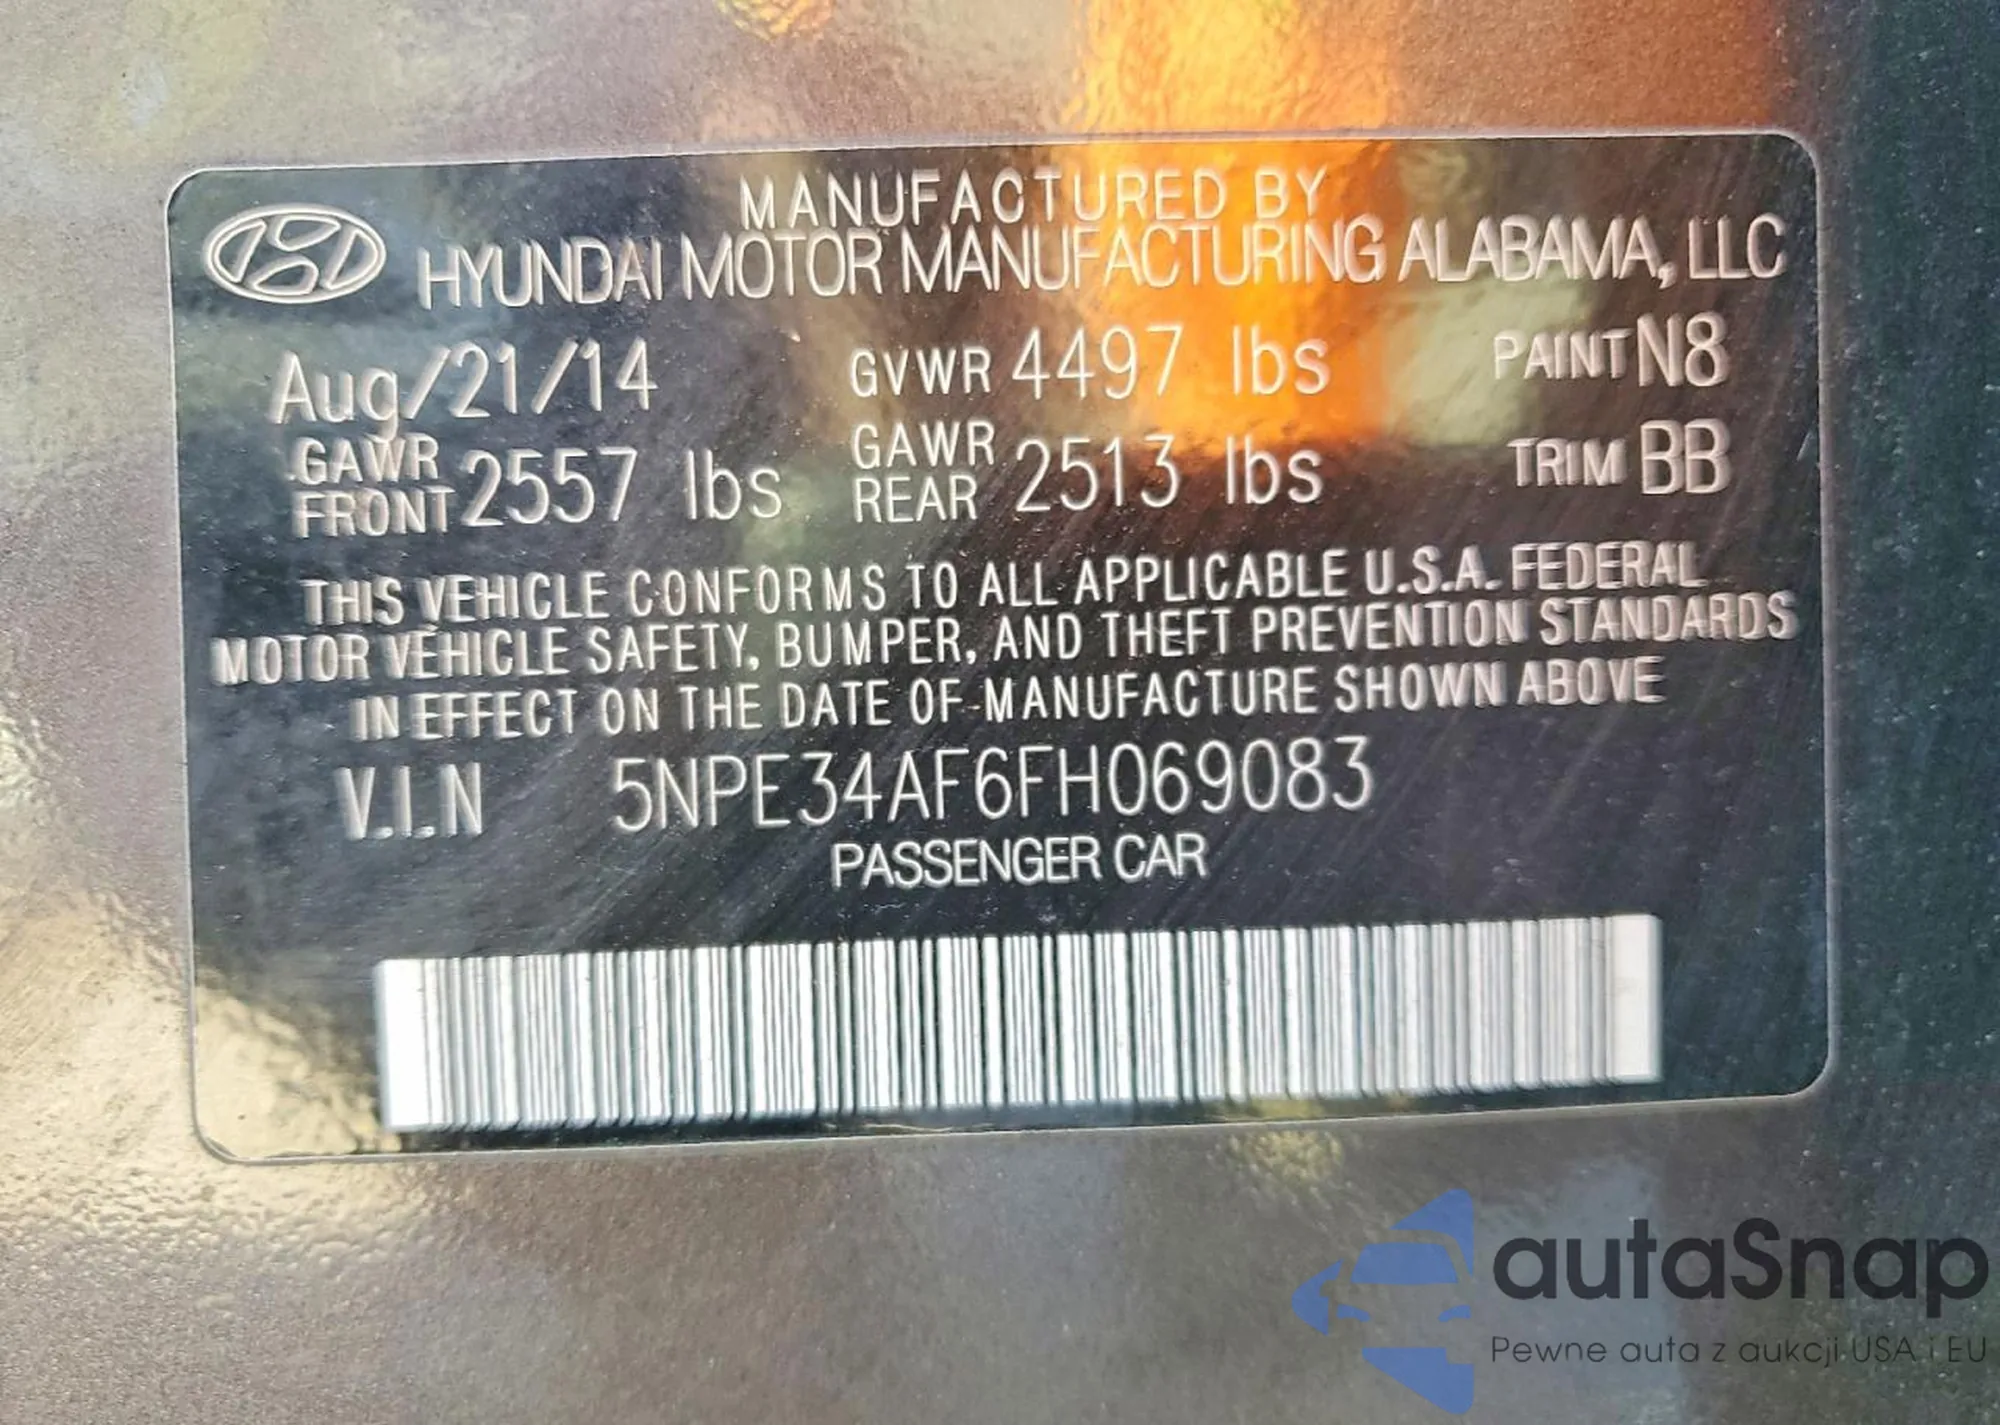 MANUFACTURED BY
HYUNDAI MOTOR MANUFACTURING ALABAMA, LLC
Aug/21/14 GVWR 4497 lbs PAINT N8
GAWR FRONT 2557 lbs GAWR REAR 2513 lbs TRIM BB
THIS VEHICLE CONFORMS TO ALL APPLICABLE U.S.A. FEDERAL
MOTOR VEHICLE SAFETY, BUMPER, AND THEFT PREVENTION STANDARDS
IN EFFECT ON THE DATE OF MANUFACTURE SHOWN ABOVE
V.I.N 5NPE34AF6FH069083
PASSENGER CAR
autaSnap
Pewne auta z aukcji USA i EU